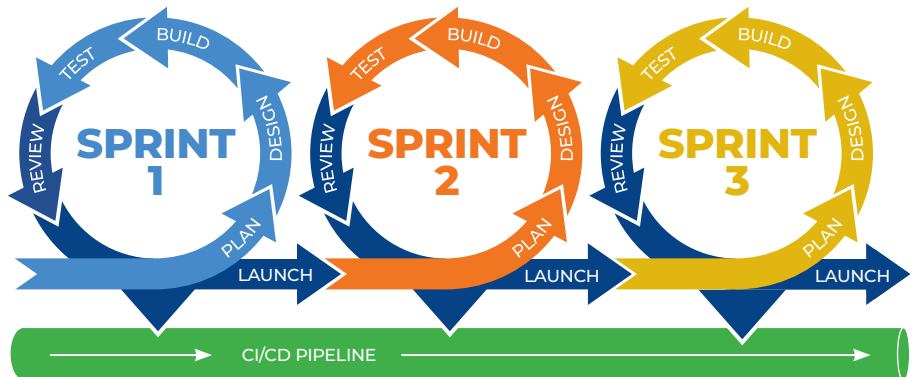 BUILD
TEST
REVIEW
DESIGN
PLAN
SPRINT
1
LAUNCH
BUILD
TEST
REVIEW
DESIGN
PLAN
SPRINT
2
LAUNCH
BUILD
TEST
REVIEW
DESIGN
PLAN
SPRINT
3
LAUNCH
CI/CD PIPELINE